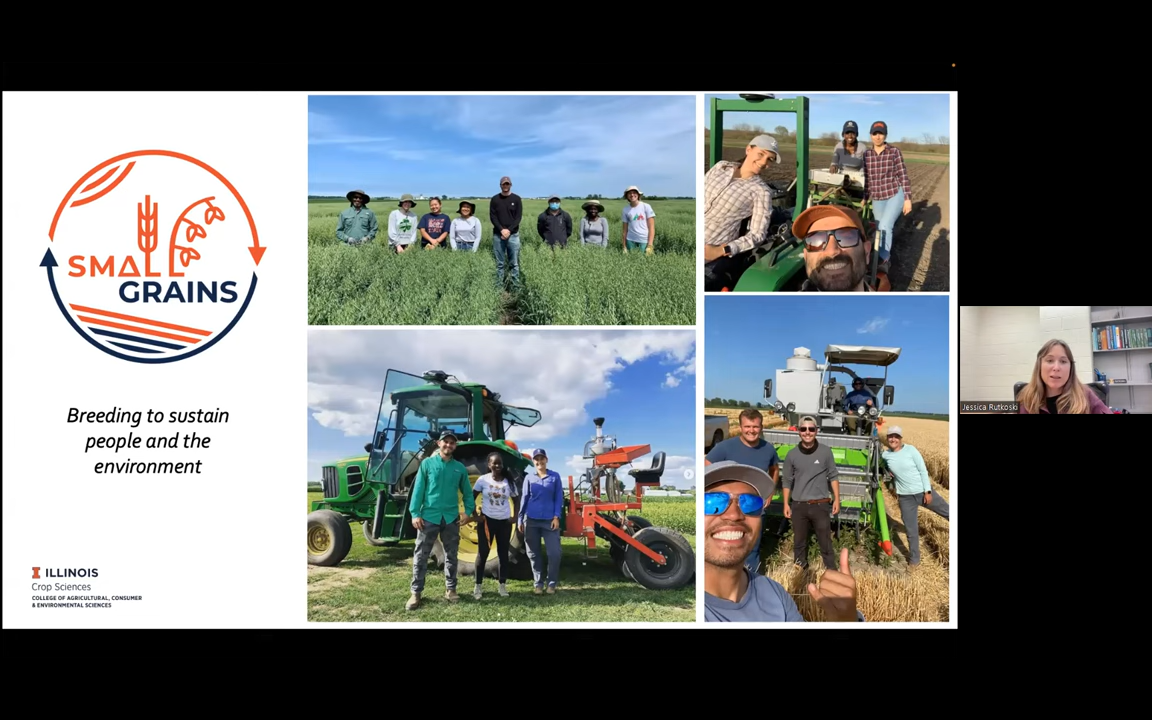 SMALL
GRAINS
Breeding to sustain
people and the
environment
I ILLINOIS
Crop Sciences
COLLEGE OF AGRICULTURAL, CONSUMER
& ENVIRONMENTAL SCIENCES
Jessica Rutkoski